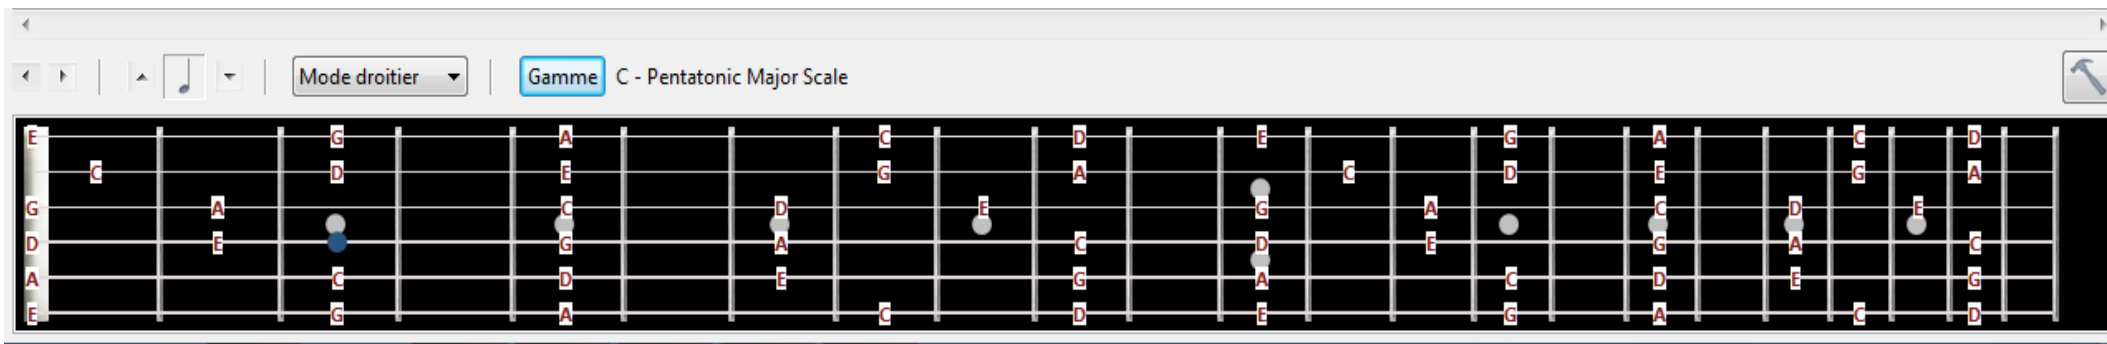 Mode droitier Gamme C - Pentatonic Major Scale
E G A C D E G A C D
C D E G A C D E G A
G A C D E G A C D E
D E G A C D E G A C
A C D E G A C D E G
E G A C D E G A C D